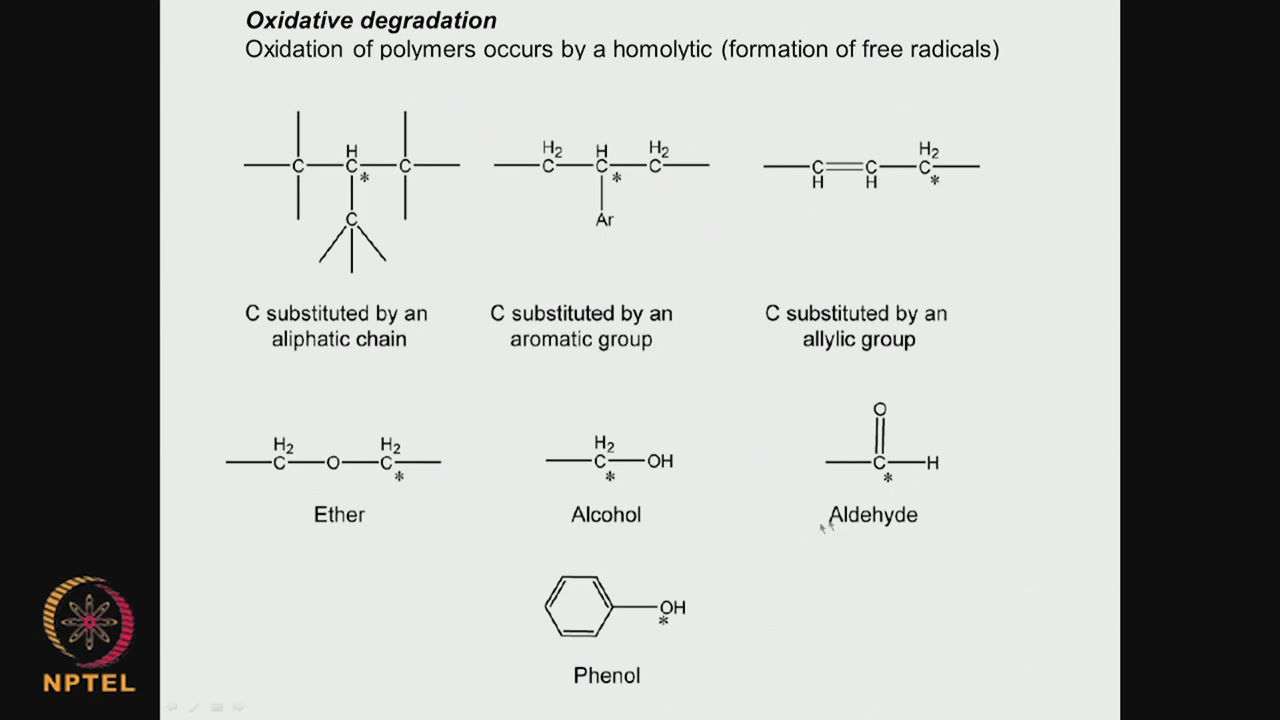 Oxidative degradation
Oxidation of polymers occurs by a homolytic (formation of free radicals)
H H2 H H2 H2
C C * C C C * C C C C *
H H
C Ar
C substituted by an C substituted by an C substituted by an
aliphatic chain aromatic group allylic group
O
H2 H2 H2
C O C * C * OH C * H
Ether Alcohol Aldehyde
OH
*
Phenol
NPTEL